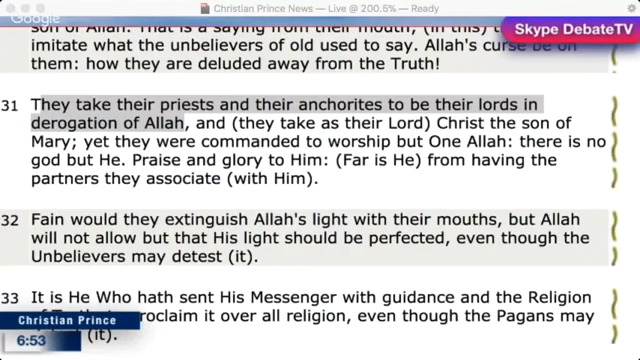 Christian Prince News — Live @ 200.5% — Ready
Google
Skype DebateTV
son of Allah. That is a saying from their mouth; (in this) t
imitate what the unbelievers of old used to say. Allah's curse be on
them: how they are deluded away from the Truth!
31 They take their priests and their anchorites to be their lords in
derogation of Allah, and (they take as their Lord) Christ the son of
Mary; yet they were commanded to worship but One Allah: there is no
god but He. Praise and glory to Him: (Far is He) from having the
partners they associate (with Him).
32 Fain would they extinguish Allah's light with their mouths, but Allah
will not allow but that His light should be perfected, even though the
Unbelievers may detest (it).
33 It is He Who hath sent His Messenger with guidance and the Religion
roclaim it over all religion, even though the Pagans may
(it).
Christian Prince
6:53